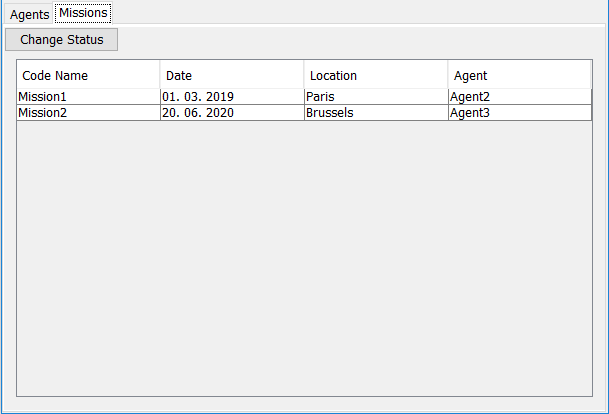 Agents Missions
Change Status
Code Name Date Location Agent
Mission1 01. 03. 2019 Paris Agent2
Mission2 20. 06. 2020 Brussels Agent3